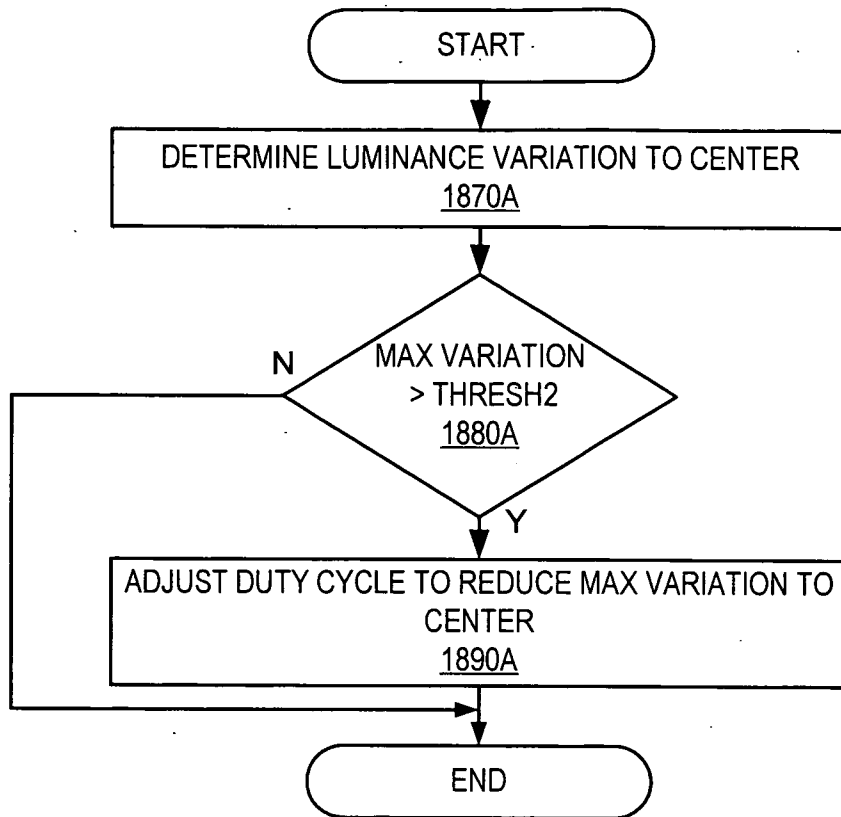 START
DETERMINE LUMINANCE VARIATION TO CENTER
1870A
N
MAX VARIATION
> THRESH2
1880A
Y
ADJUST DUTY CYCLE TO REDUCE MAX VARIATION TO
CENTER
1890A
END